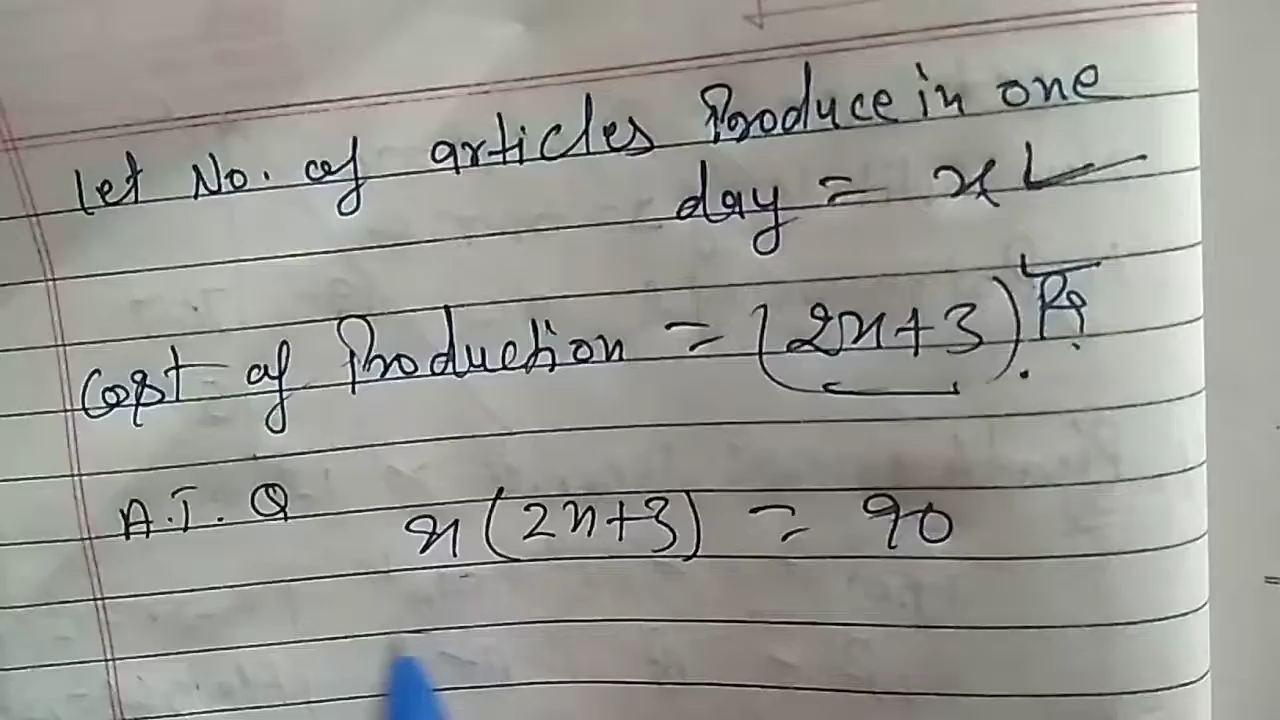 let No. of articles Produce in one
day = x
Cost of Production = (2x+3) Rs.
A.T.Q x(2x+3) = 90